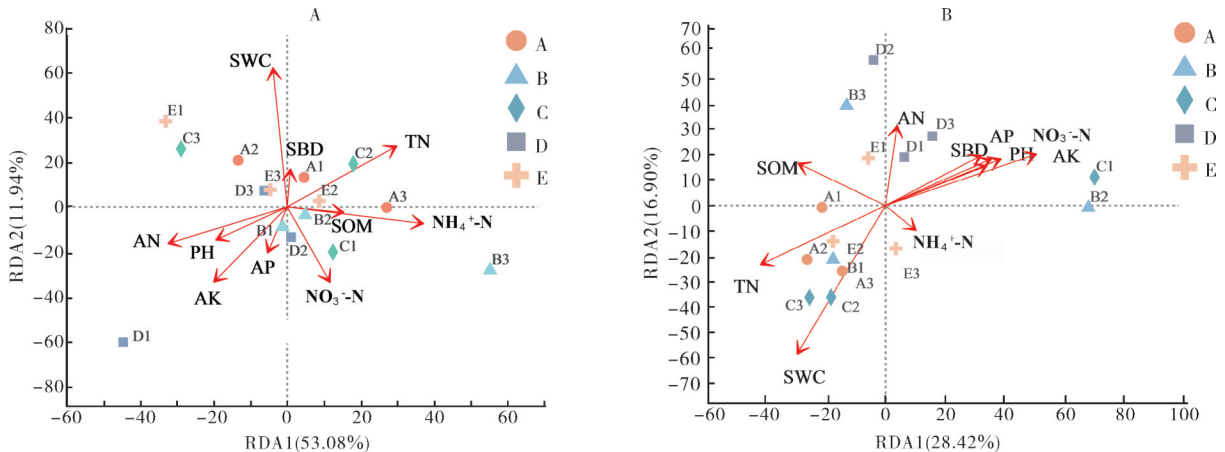 A
80
60
40
20
0
-20
-40
-60
-80
RDA2(11.94%)
-60
-40
-20
0
20
40
60
RDA1(53.08%)
SWC
E1
C3
A2
SBD
A1
C2
TN
D3
E3
E2
A3
B1
B2
SOM
NH₄⁺-N
AN
PH
AP
D2
C1
B3
AK
NO₃⁻-N
D1
A
B
C
D
E
B
70
60
50
40
30
20
10
0
-10
-20
-30
-40
-50
-60
-70
RDA2(16.90%)
-60
-40
-20
0
20
40
60
80
100
RDA1(28.42%)
D2
B3
AN
D3
E1
D1
SBD
AP
NO₃⁻-N
PH
AK
C1
SOM
A1
B2
NH₄⁺-N
A2
E2
B1
E3
TN
A3
C3
C2
SWC
A
B
C
D
E